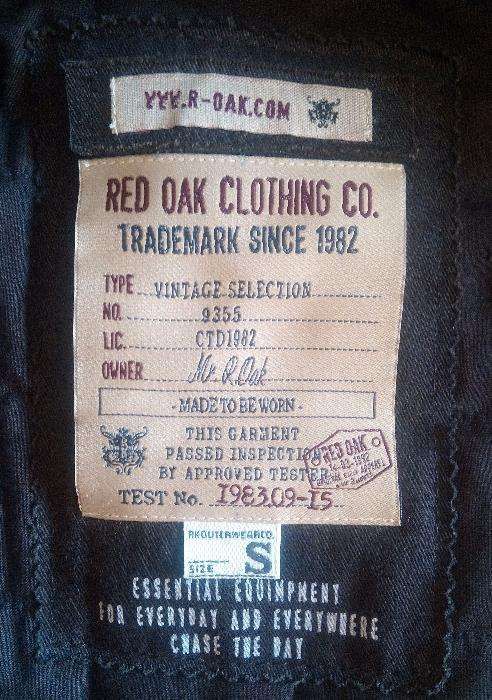 YYY.R-OAK.COM
RED OAK CLOTHING CO.
TRADEMARK SINCE 1982
TYPE VINTAGE SELECTION
NO. 9355
LIC. CTD1982
OWNER Mr. R. Oak
- MADE TO BE WORN -
THIS GARMENT
PASSED INSPECTION
BY APPROVED TESTER
RED OAK
TEST No. 198309-15
RKOUTERWEARCO.
SIZE S
ESSENTIAL EQUIPMENT
FOR EVERYDAY AND EVERYWHERE
CHASE THE DAY